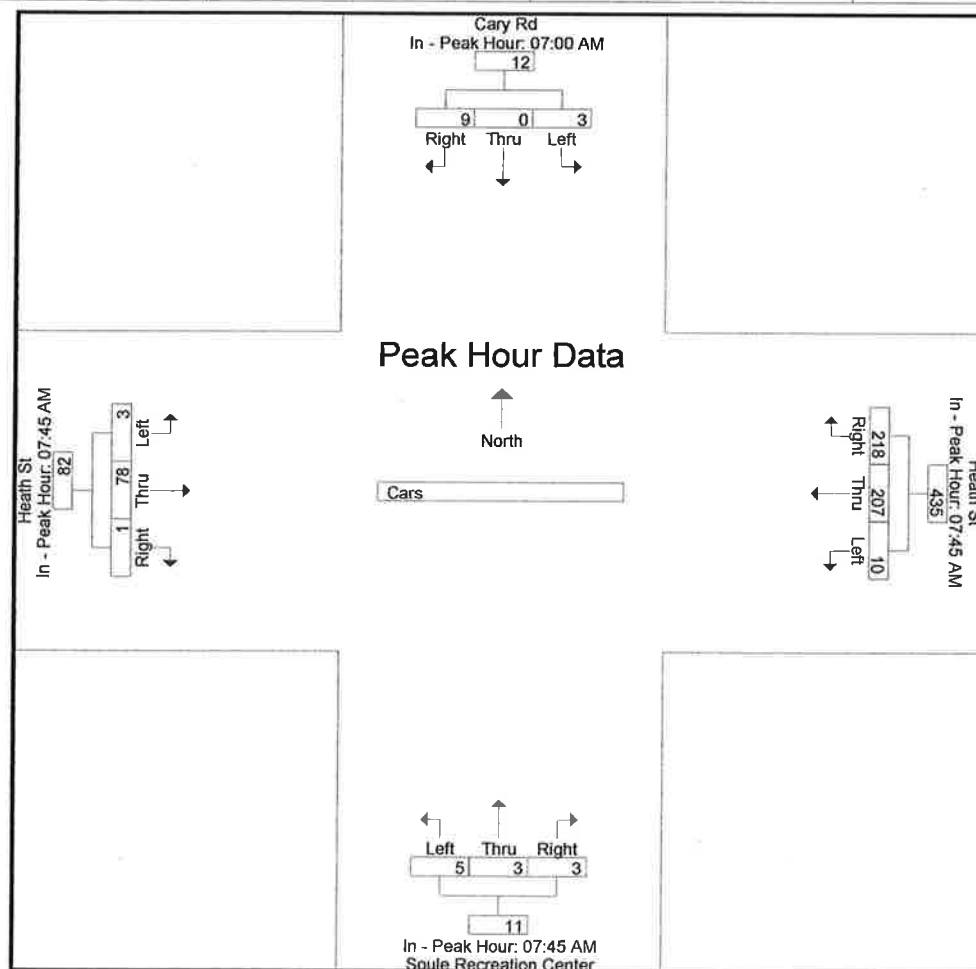 Cary Rd
In - Peak Hour: 07:00 AM
12
9 0 3
Right Thru Left
Peak Hour Data
North
Cars
Heath St
In - Peak Hour: 07:45 AM
82
3 78 1
Left Thru Right
Right Thru Left
218 207 10
435
In - Peak Hour: 07:45 AM
Heath St
Left Thru Right
5 3 3
11
In - Peak Hour: 07:45 AM
Soule Recreation Center